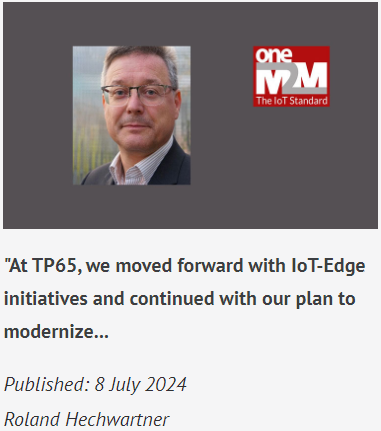 one
M2M
The IoT Standard
"At TP65, we moved forward with IoT-Edge
initiatives and continued with our plan to
modernize...
Published: 8 July 2024
Roland Hechwartner